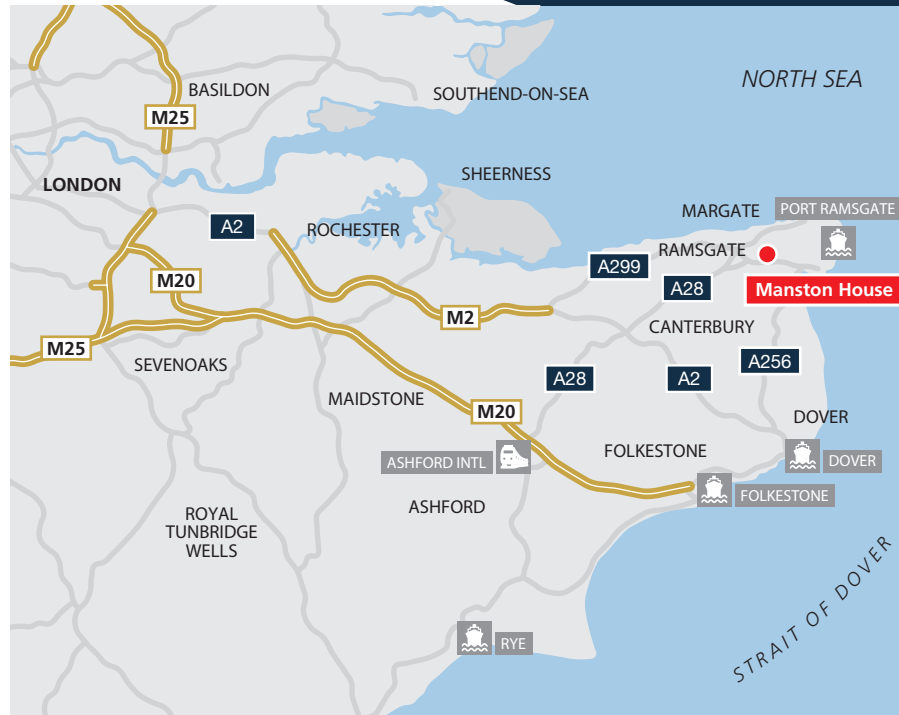 NORTH SEA
BASILDON
SOUTHEND-ON-SEA
M25
SHEERNESS
LONDON
MARGATE
PORT RAMSGATE
A2
ROCHESTER
RAMSGATE
A299
M20
A28
Manston House
M2
CANTERBURY
M25
SEVENOAKS
A256
A28
A2
MAIDSTONE
M20
DOVER
FOLKESTONE
ASHFORD INTL
DOVER
FOLKESTONE
ASHFORD
ROYAL
TUNBRIDGE
WELLS
STRAIT OF DOVER
RYE